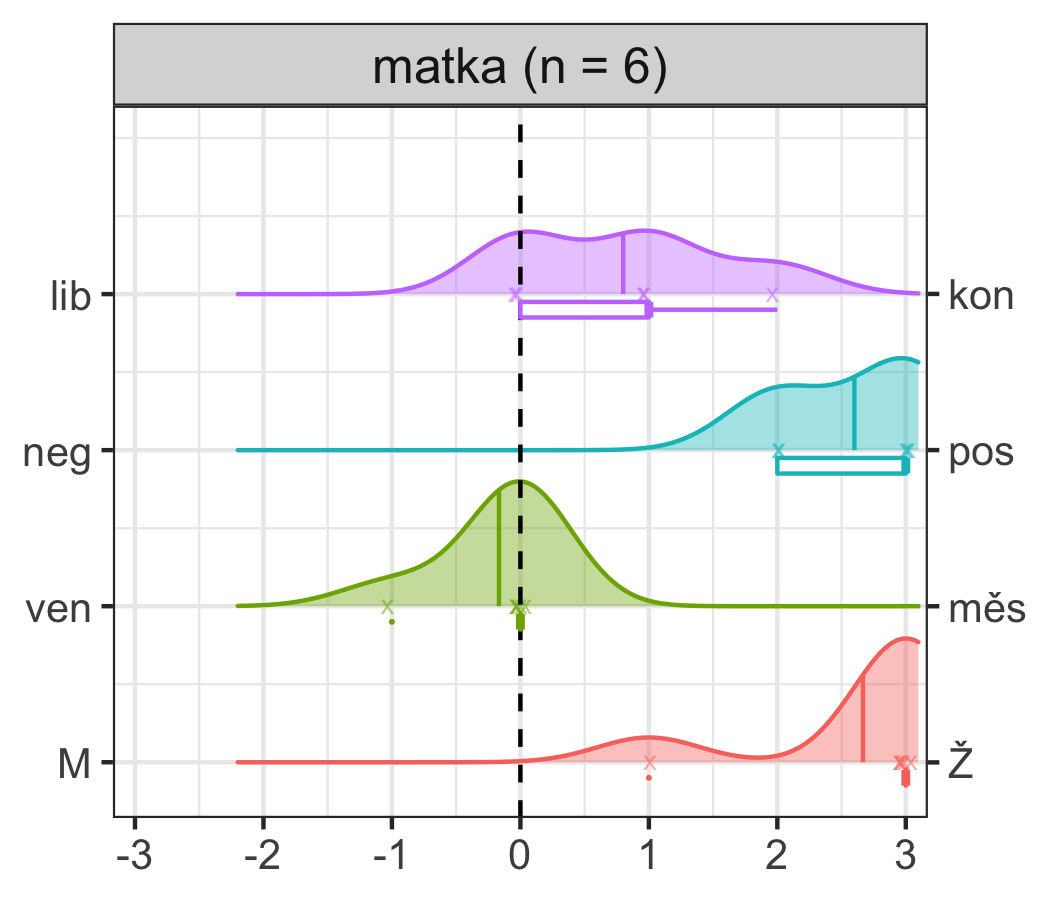 matka (n = 6)
lib kon
neg pos
ven měs
M Ž
-3 -2 -1 0 1 2 3